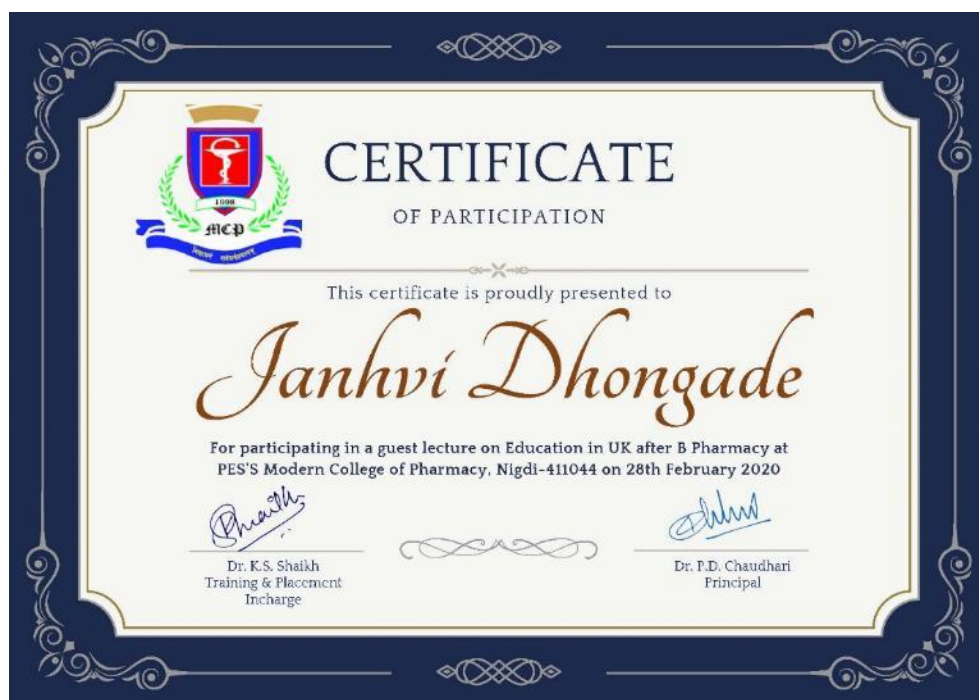 CERTIFICATE
OF PARTICIPATION
1998
MCP
This certificate is proudly presented to
Janhvi Dhongade
For participating in a guest lecture on Education in UK after B Pharmacy at
PES'S Modern College of Pharmacy, Nigdi-411044 on 28th February 2020
Dr. K.S. Shaikh
Training & Placement
Incharge
Dr. P.D. Chaudhari
Principal